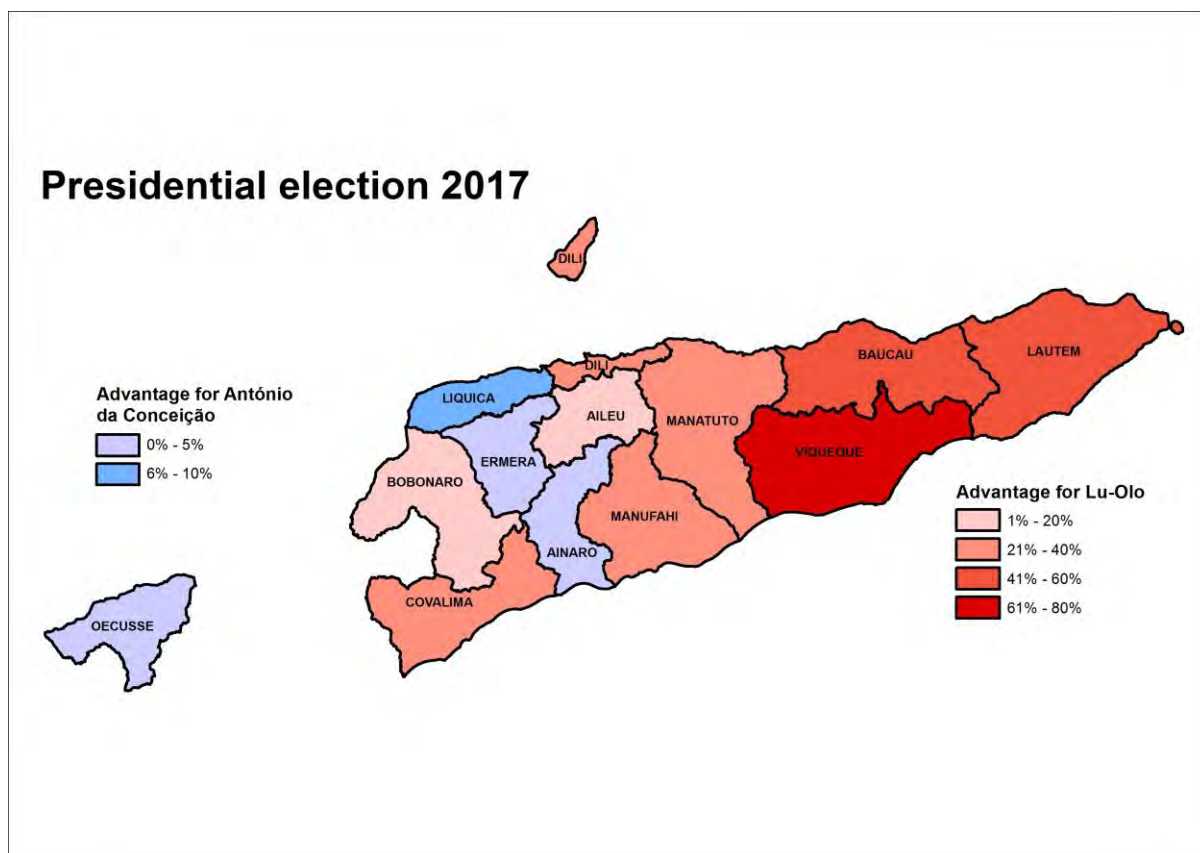 Presidential election 2017
DILI
BAUCAU
LAUTEM
DILI
LIQUICA
AILEU
MANATUTO
VIQUEQUE
ERMERA
BOBONARO
MANUFAHI
AINARO
COVALIMA
OECUSSE
Advantage for António
da Conceição
0% - 5%
6% - 10%
Advantage for Lu-Olo
1% - 20%
21% - 40%
41% - 60%
61% - 80%